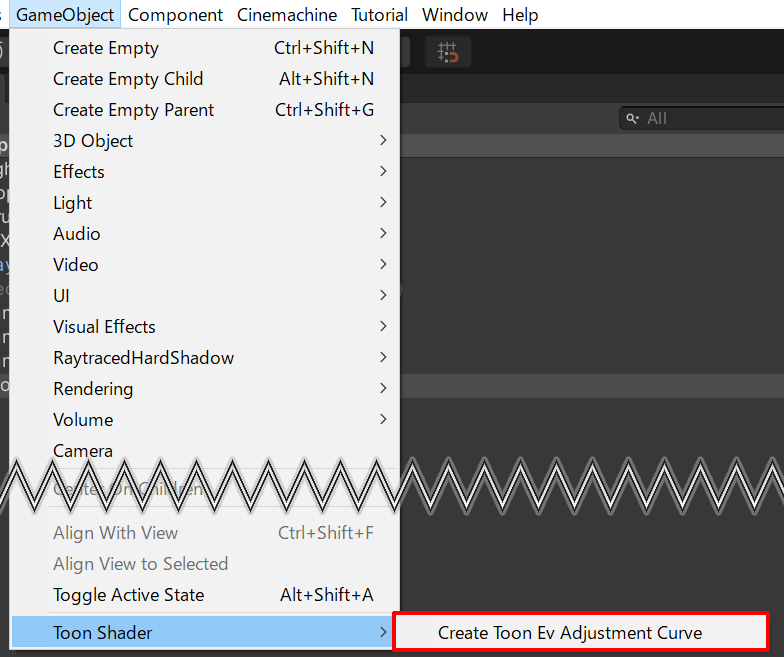 GameObject Component Cinemachine Tutorial Window Help
Create Empty Ctrl+Shift+N
Create Empty Child Alt+Shift+N
Create Empty Parent Ctrl+Shift+G
All
3D Object
Effects
Light
Audio
Video
UI
Visual Effects
RaytracedHardShadow
Rendering
Volume
Camera
Center On Children
Align With View Ctrl+Shift+F
Align View to Selected
Toggle Active State Alt+Shift+A
Toon Shader
Create Toon Ev Adjustment Curve